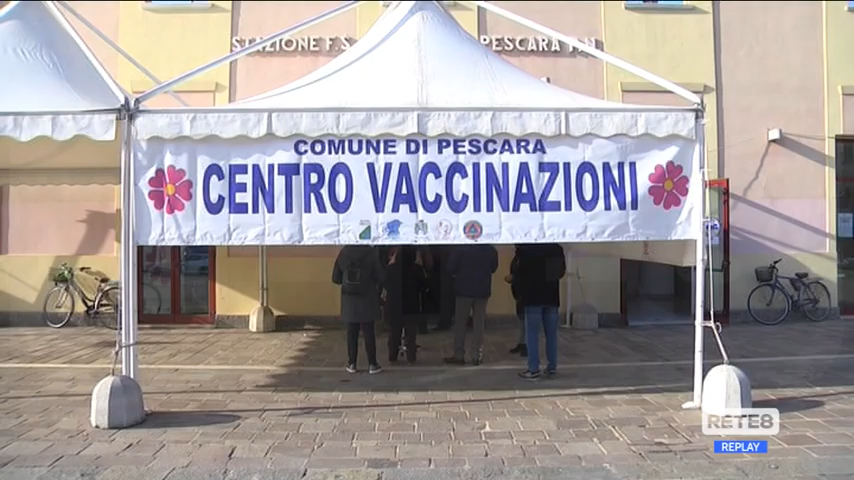 STAZIONE F.S.
PESCARA
COMUNE DI PESCARA
CENTRO VACCINAZIONI
RETE8
REPLAY